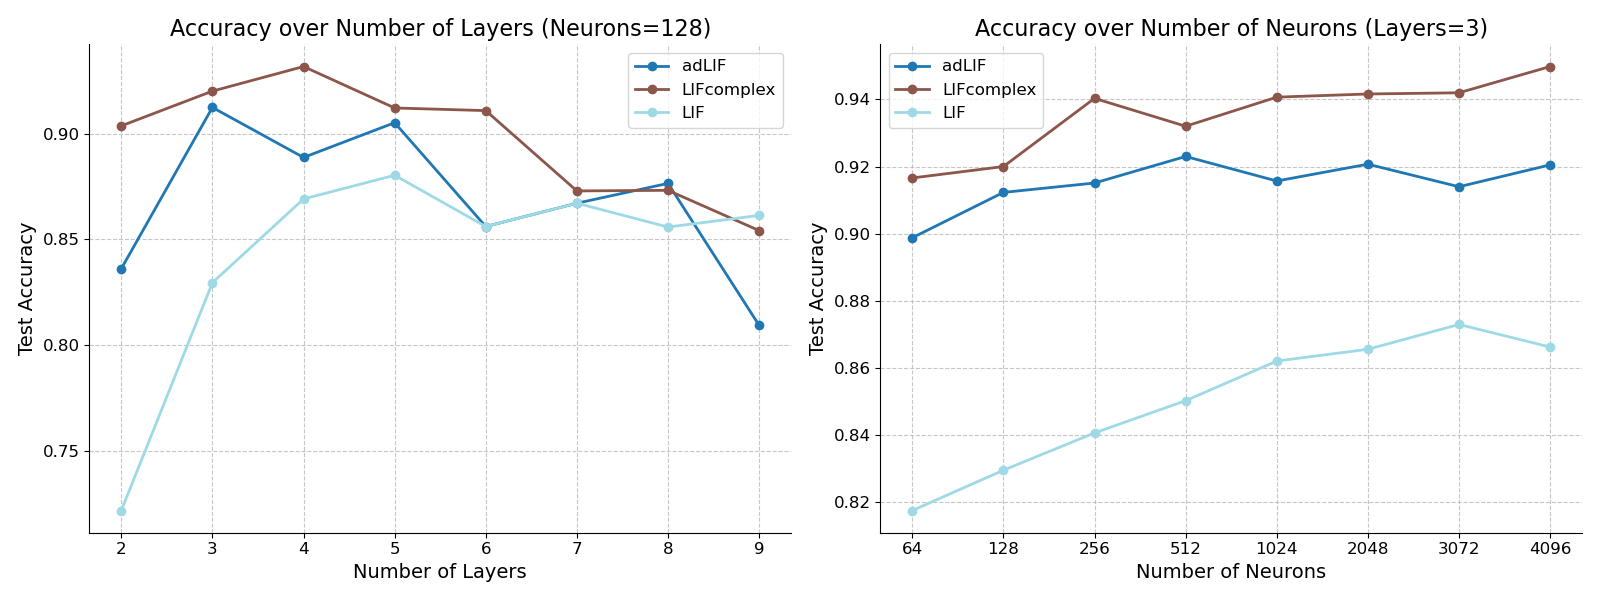 Accuracy over Number of Layers (Neurons=128)
adLIF
LIFcomplex
LIF
Test Accuracy
0.90
0.85
0.80
0.75
2 3 4 5 6 7 8 9
Number of Layers
Accuracy over Number of Neurons (Layers=3)
adLIF
LIFcomplex
LIF
Test Accuracy
0.94
0.92
0.90
0.88
0.86
0.84
0.82
64 128 256 512 1024 2048 3072 4096
Number of Neurons